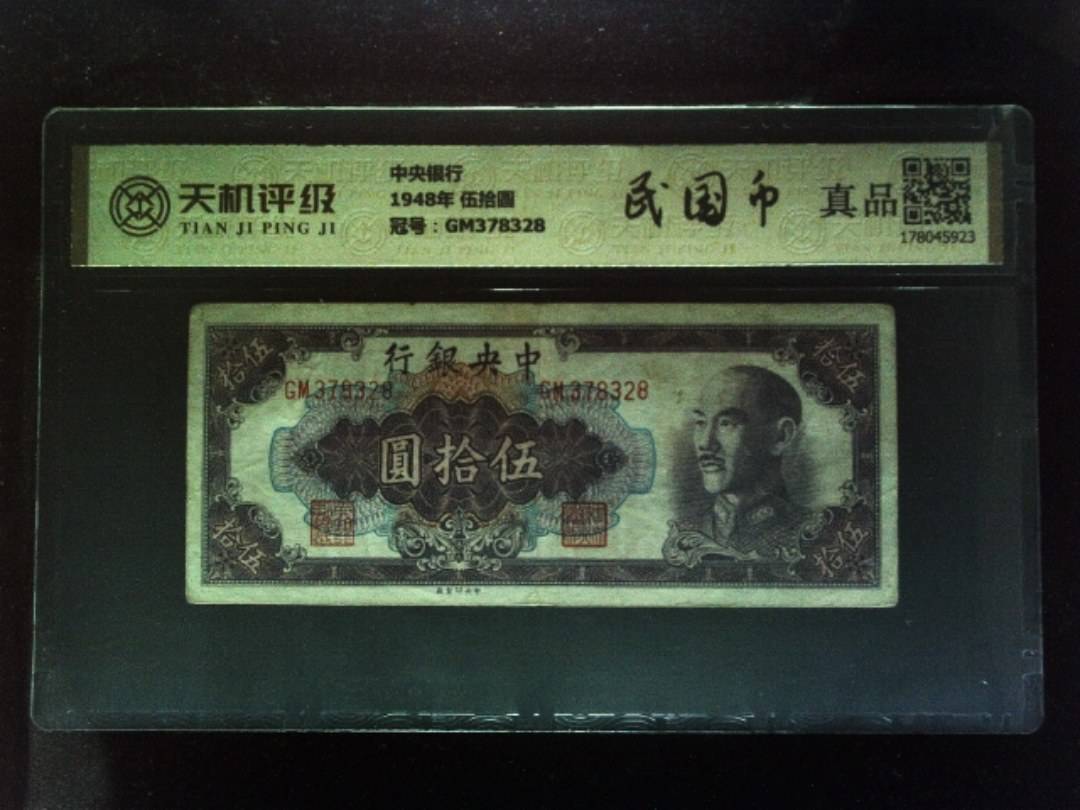 天机评级
TIAN JI PING JI
中央银行
1948年 伍拾圆
冠号：GM378328
民国币
真品
178045923
行銀央中
GM378328
GM378328
拾伍
拾伍
圓拾伍
拾伍
拾伍